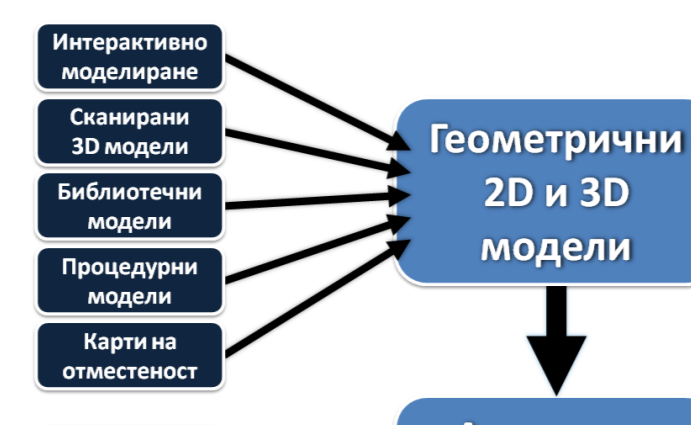 Интерактивно
моделиране
Сканирани
3D модели
Библиотечни
модели
Процедурни
модели
Карти на
отместеност
Геометрични
2D и 3D
модели